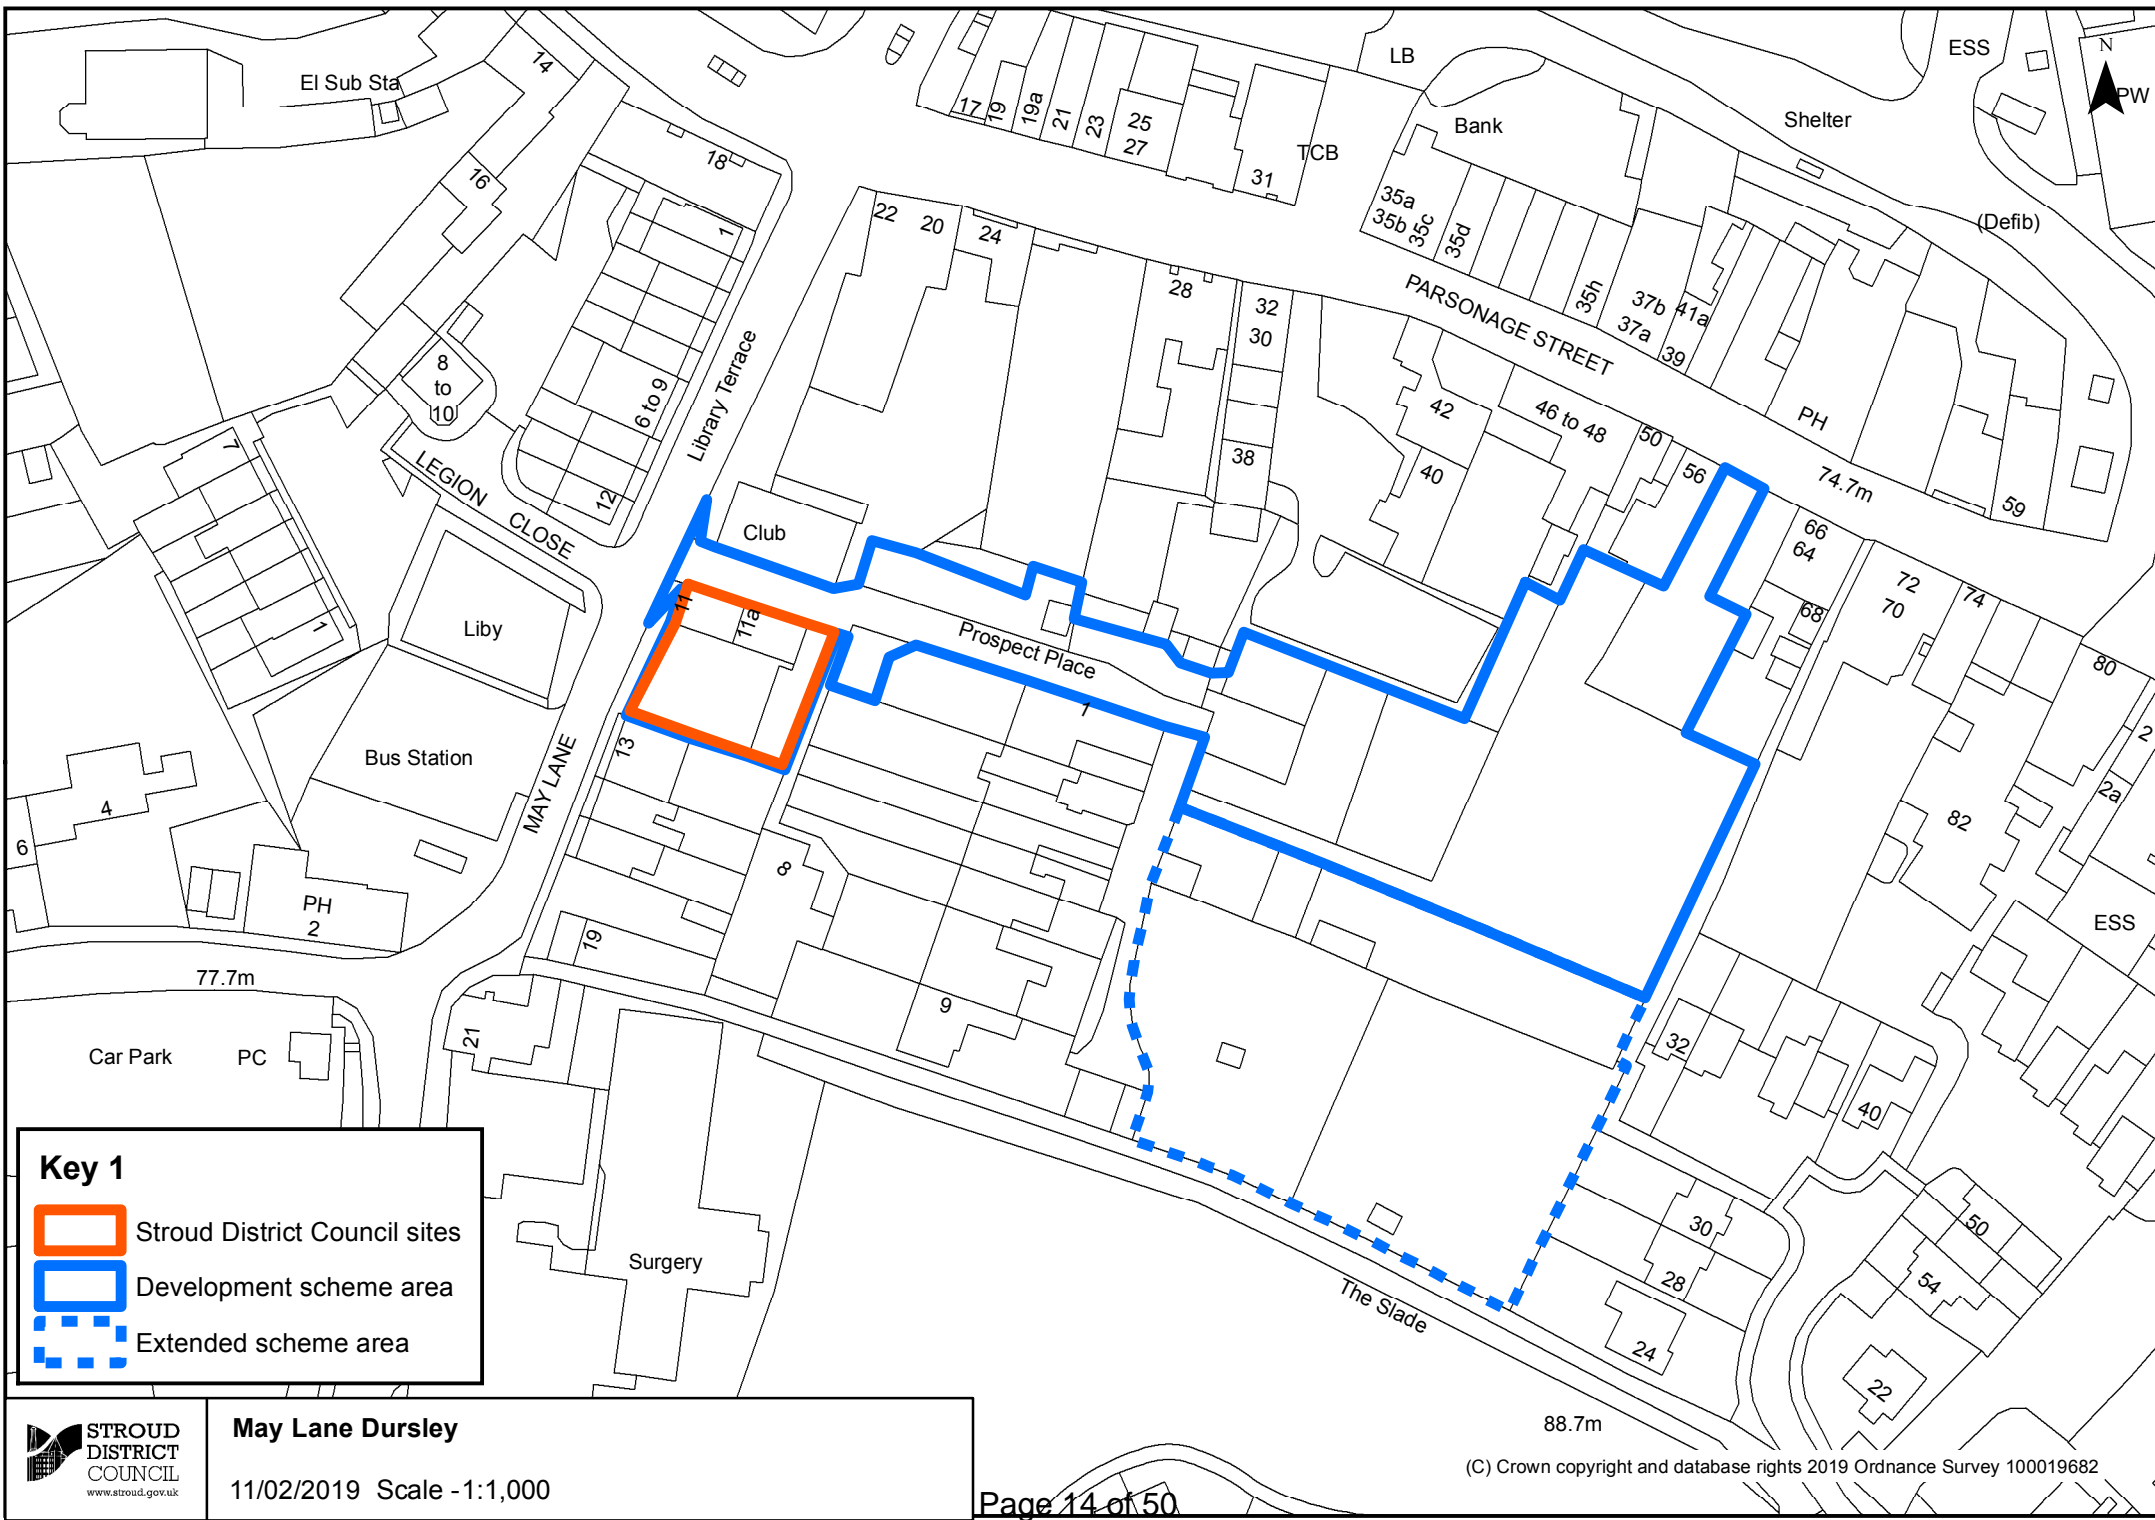 El Sub Sta
14
LB
ESS
N
PW
17
19
19a
21
23
25
27
31
TCB
Bank
Shelter
(Defib)
18
16
1
22
20
24
28
32
30
38
35a
35b
35c
35d
35h
37b
37a
41a
39
PARSONAGE STREET
PH
74.7m
59
8
to
10
6 to 9
12
Library Terrace
LEGION CLOSE
7
1
Club
42
40
46 to 48
50
56
66
64
68
72
70
74
80
2
2a
82
ESS
Liby
11
11a
Prospect Place
1
Bus Station
MAY LANE
13
4
6
PH
2
8
19
9
77.7m
21
Car Park
PC
32
40
30
28
24
50
54
22
Surgery
The Slade
88.7m
Key 1
Stroud District Council sites
Development scheme area
Extended scheme area
STROUD
DISTRICT
COUNCIL
www.stroud.gov.uk
May Lane Dursley
11/02/2019 Scale -1:1,000
Page 14 of 50
(C) Crown copyright and database rights 2019 Ordnance Survey 100019682